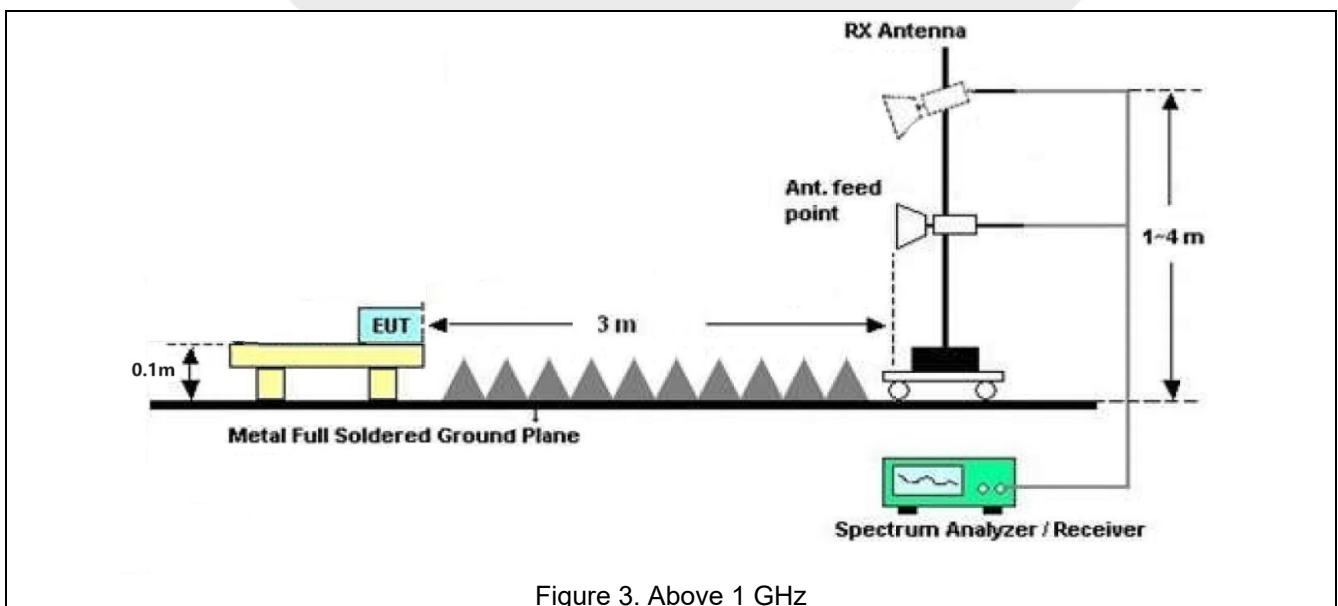 RX Antenna
Ant. feed
point
1~4 m
EUT
3 m
0.1m
Metal Full Soldered Ground Plane
Spectrum Analyzer / Receiver
Figure 3. Above 1 GHz